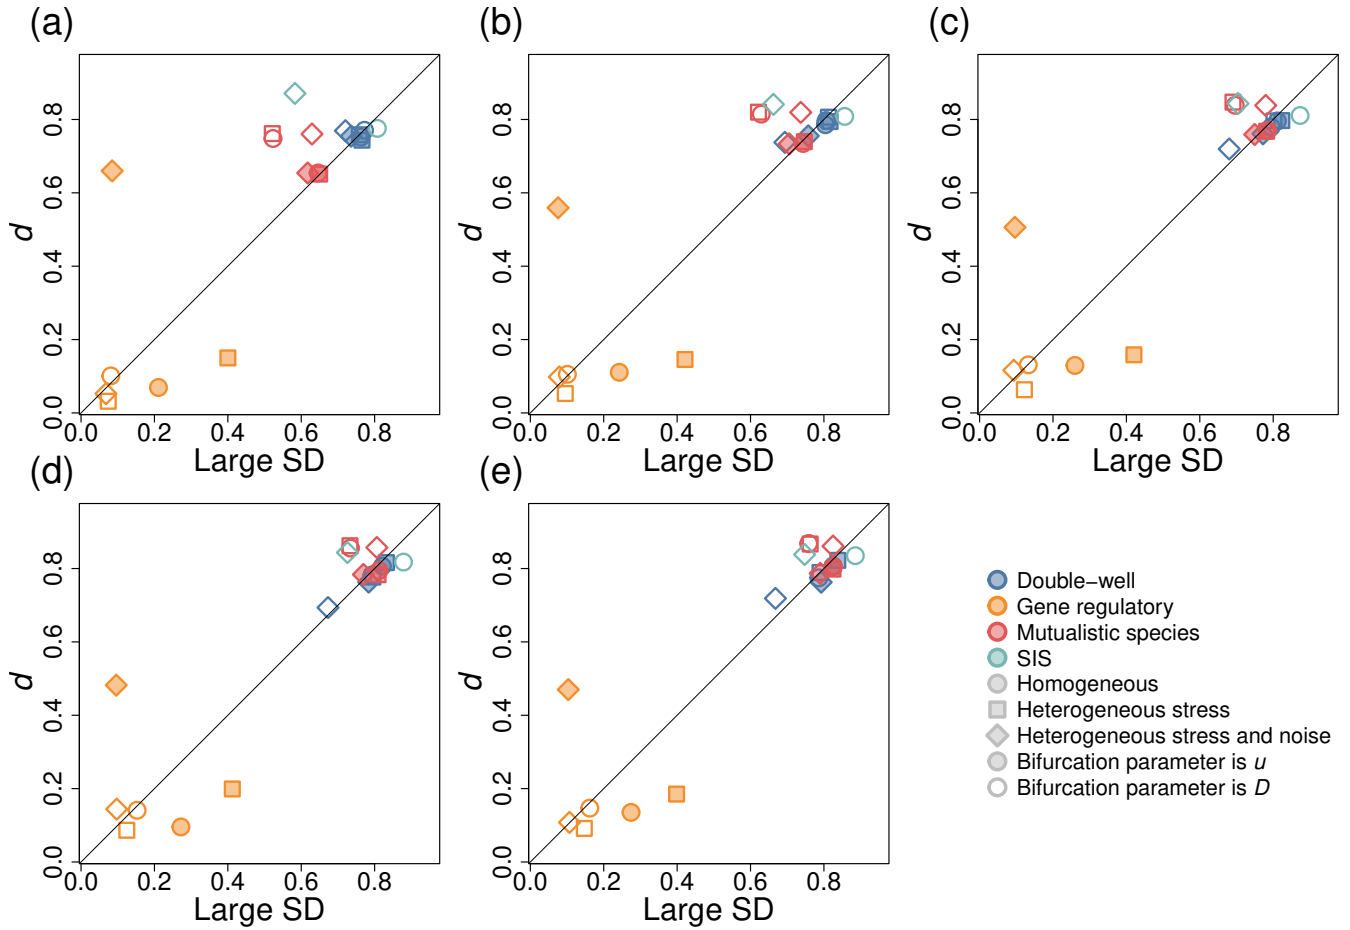 (a)
(b)
(c)
0.0 0.2 0.4 0.6 0.8
d
0.0 0.2 0.4 0.6 0.8
Large SD
0.0 0.2 0.4 0.6 0.8
d
0.0 0.2 0.4 0.6 0.8
Large SD
0.0 0.2 0.4 0.6 0.8
d
0.0 0.2 0.4 0.6 0.8
Large SD
(d)
(e)
0.0 0.2 0.4 0.6 0.8
d
0.0 0.2 0.4 0.6 0.8
Large SD
0.0 0.2 0.4 0.6 0.8
d
0.0 0.2 0.4 0.6 0.8
Large SD
Double−well
Gene regulatory
Mutualistic species
SIS
Homogeneous
Heterogeneous stress
Heterogeneous stress and noise
Bifurcation parameter is u
Bifurcation parameter is D